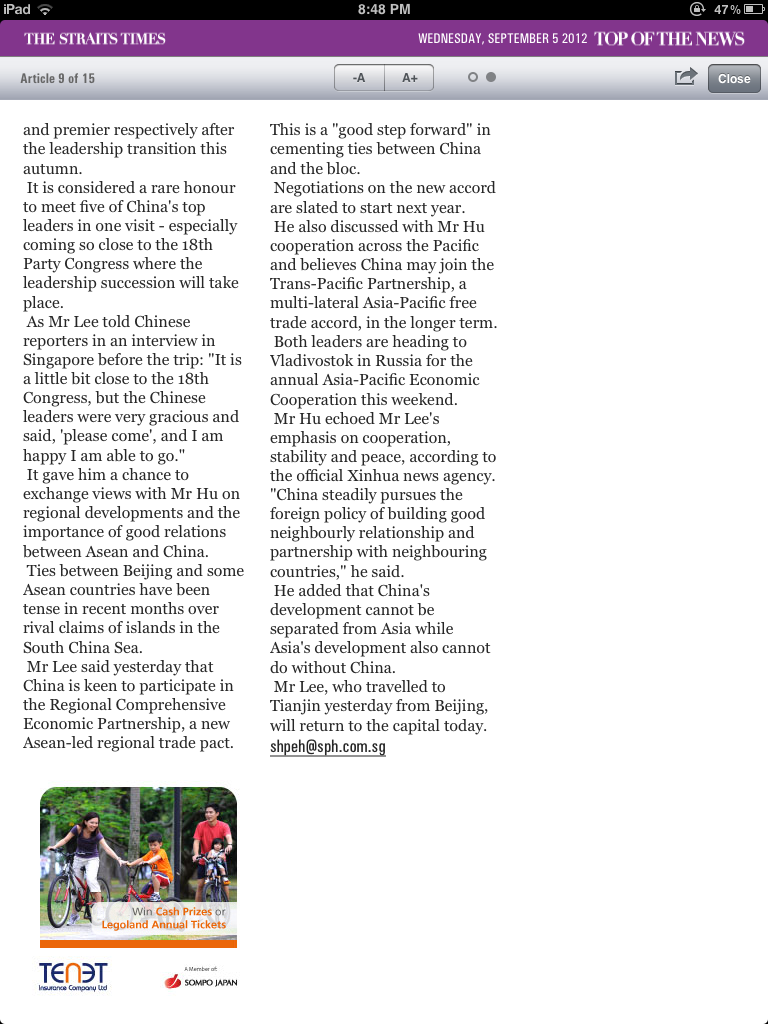 iPad
8:48 PM
47%
THE STRAITS TIMES
WEDNESDAY, SEPTEMBER 5 2012 TOP OF THE NEWS
Article 9 of 15
-A
A+
Close
and premier respectively after
the leadership transition this
autumn.
It is considered a rare honour
to meet five of China's top
leaders in one visit - especially
coming so close to the 18th
Party Congress where the
leadership succession will take
place.
As Mr Lee told Chinese
reporters in an interview in
Singapore before the trip: "It is
a little bit close to the 18th
Congress, but the Chinese
leaders were very gracious and
said, 'please come', and I am
happy I am able to go."
It gave him a chance to
exchange views with Mr Hu on
regional developments and the
importance of good relations
between Asean and China.
Ties between Beijing and some
Asean countries have been
tense in recent months over
rival claims of islands in the
South China Sea.
Mr Lee said yesterday that
China is keen to participate in
the Regional Comprehensive
Economic Partnership, a new
Asean-led regional trade pact.
This is a "good step forward" in
cementing ties between China
and the bloc.
Negotiations on the new accord
are slated to start next year.
He also discussed with Mr Hu
cooperation across the Pacific
and believes China may join the
Trans-Pacific Partnership, a
multi-lateral Asia-Pacific free
trade accord, in the longer term.
Both leaders are heading to
Vladivostok in Russia for the
annual Asia-Pacific Economic
Cooperation this weekend.
Mr Hu echoed Mr Lee's
emphasis on cooperation,
stability and peace, according to
the official Xinhua news agency.
"China steadily pursues the
foreign policy of building good
neighbourly relationship and
partnership with neighbouring
countries," he said.
He added that China's
development cannot be
separated from Asia while
Asia's development also cannot
do without China.
Mr Lee, who travelled to
Tianjin yesterday from Beijing,
will return to the capital today.
shpeh@sph.com.sg
Win Cash Prizes or
Legoland Annual Tickets
TENET
Insurance Company Ltd
A Member of:
SOMPO JAPAN